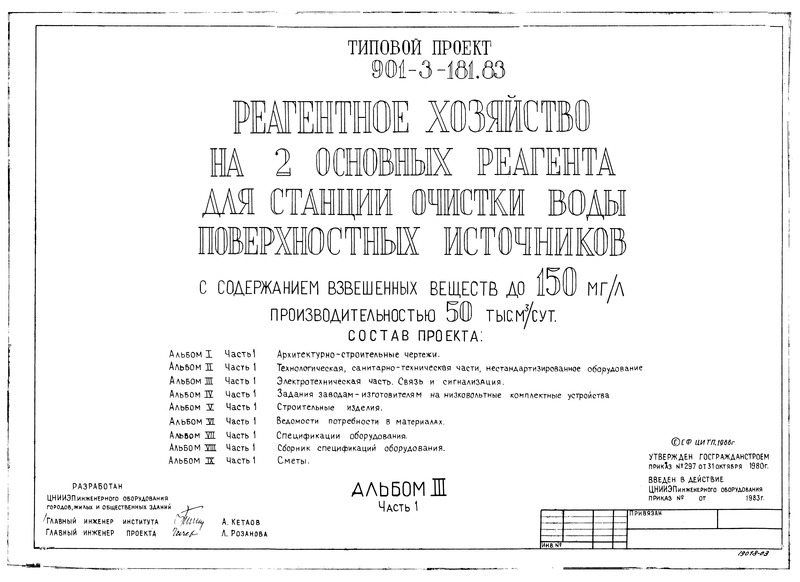 ТИПОВОЙ ПРОЕКТ
901-3-181.83
РЕАГЕНТНОЕ ХОЗЯЙСТВО
НА 2 ОСНОВНЫХ РЕАГЕНТА
ДЛЯ СТАНЦИИ ОЧИСТКИ ВОДЫ
ПОВЕРХНОСТНЫХ ИСТОЧНИКОВ
С СОДЕРЖАНИЕМ ВЗВЕШЕННЫХ ВЕЩЕСТВ ДО 150 МГ/Л
ПРОИЗВОДИТЕЛЬНОСТЬЮ 50 ТЫС.М³/СУТ.
СОСТАВ ПРОЕКТА:
АЛЬБОМ I ЧАСТЬ 1 АРХИТЕКТУРНО-СТРОИТЕЛЬНЫЕ ЧЕРТЕЖИ.
АЛЬБОМ II ЧАСТЬ 1 ТЕХНОЛОГИЧЕСКАЯ, САНИТАРНО-ТЕХНИЧЕСКАЯ ЧАСТИ, НЕСТАНДАРТИЗИРОВАННОЕ ОБОРУДОВАНИЕ
АЛЬБОМ III ЧАСТЬ 1 ЭЛЕКТРОТЕХНИЧЕСКАЯ ЧАСТЬ. СВЯЗЬ И СИГНАЛИЗАЦИЯ.
АЛЬБОМ IV ЧАСТЬ 1 ЗАДАНИЯ ЗАВОДАМ-ИЗГОТОВИТЕЛЯМ НА НИЗКОВОЛЬТНЫЕ КОМПЛЕКТНЫЕ УСТРОЙСТВА
АЛЬБОМ V ЧАСТЬ 1 СТРОИТЕЛЬНЫЕ ИЗДЕЛИЯ.
АЛЬБОМ VI ЧАСТЬ 1 ВЕДОМОСТИ ПОТРЕБНОСТИ В МАТЕРИАЛАХ.
АЛЬБОМ VII ЧАСТЬ 1 СПЕЦИФИКАЦИИ ОБОРУДОВАНИЯ.
АЛЬБОМ VIII ЧАСТЬ 1 СБОРНИК СПЕЦИФИКАЦИЙ ОБОРУДОВАНИЯ.
АЛЬБОМ IX ЧАСТЬ 1 СМЕТЫ.
АЛЬБОМ III
ЧАСТЬ 1
РАЗРАБОТАН
ЦНИИЭП ИНЖЕНЕРНОГО ОБОРУДОВАНИЯ
ГОРОДОВ, ЖИЛЫХ И ОБЩЕСТВЕННЫХ ЗДАНИЙ
ГЛАВНЫЙ ИНЖЕНЕР ИНСТИТУТА А. КЕТАОВ
ГЛАВНЫЙ ИНЖЕНЕР ПРОЕКТА Л. РОЗАНОВА
© СФ ЦИТП, 1988г.
УТВЕРЖДЕН ГОСГРАЖДАНСТРОЕМ
ПРИКАЗ № 297 ОТ 31 ОКТЯБРЯ 1980Г.
ВВЕДЕН В ДЕЙСТВИЕ
ЦНИИЭП ИНЖЕНЕРНОГО ОБОРУДОВАНИЯ
ПРИКАЗ № ОТ 1983Г.
ПРИВЯЗАН
ИНВ.№
19078-03